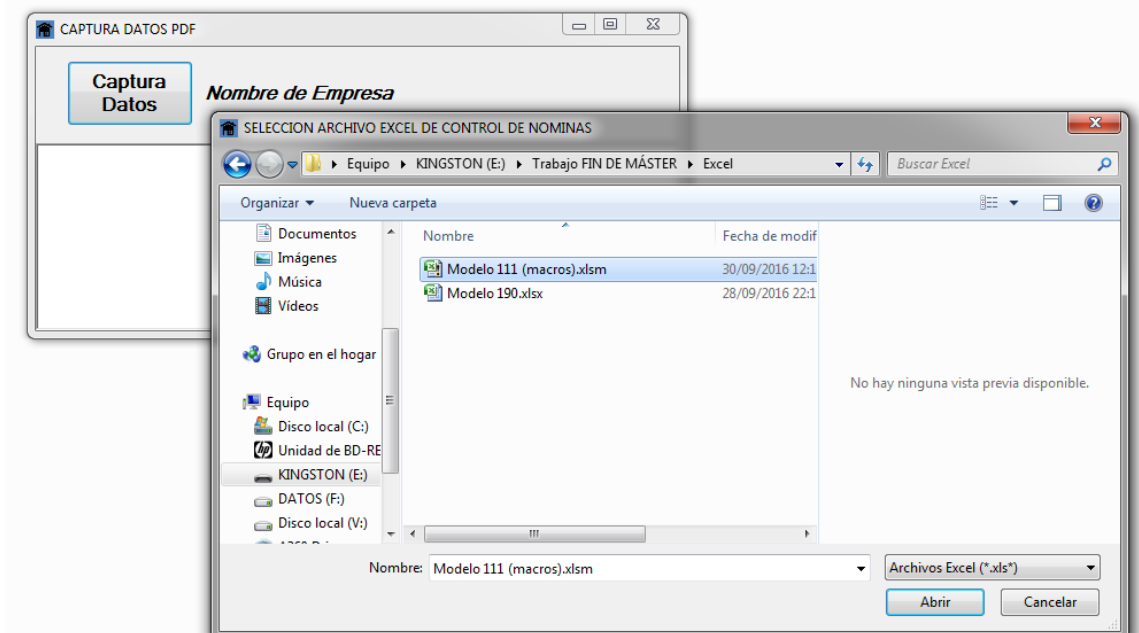 CAPTURA DATOS PDF
Captura
Datos
Nombre de Empresa
SELECCION ARCHIVO EXCEL DE CONTROL DE NOMINAS
Equipo KINGSTON (E:) Trabajo FIN DE MÁSTER Excel
Buscar Excel
Organizar Nueva carpeta
Documentos
Imágenes
Música
Vídeos
Grupo en el hogar
Equipo
Disco local (C:)
Unidad de BD-RE
KINGSTON (E:)
DATOS (F:)
Disco local (V:)
Nombre Fecha de modif
Modelo 111 (macros).xlsm 30/09/2016 12:1
Modelo 190.xlsx 28/09/2016 22:1
No hay ninguna vista previa disponible.
Nombre: Modelo 111 (macros).xlsm Archivos Excel (*.xls*)
Abrir Cancelar